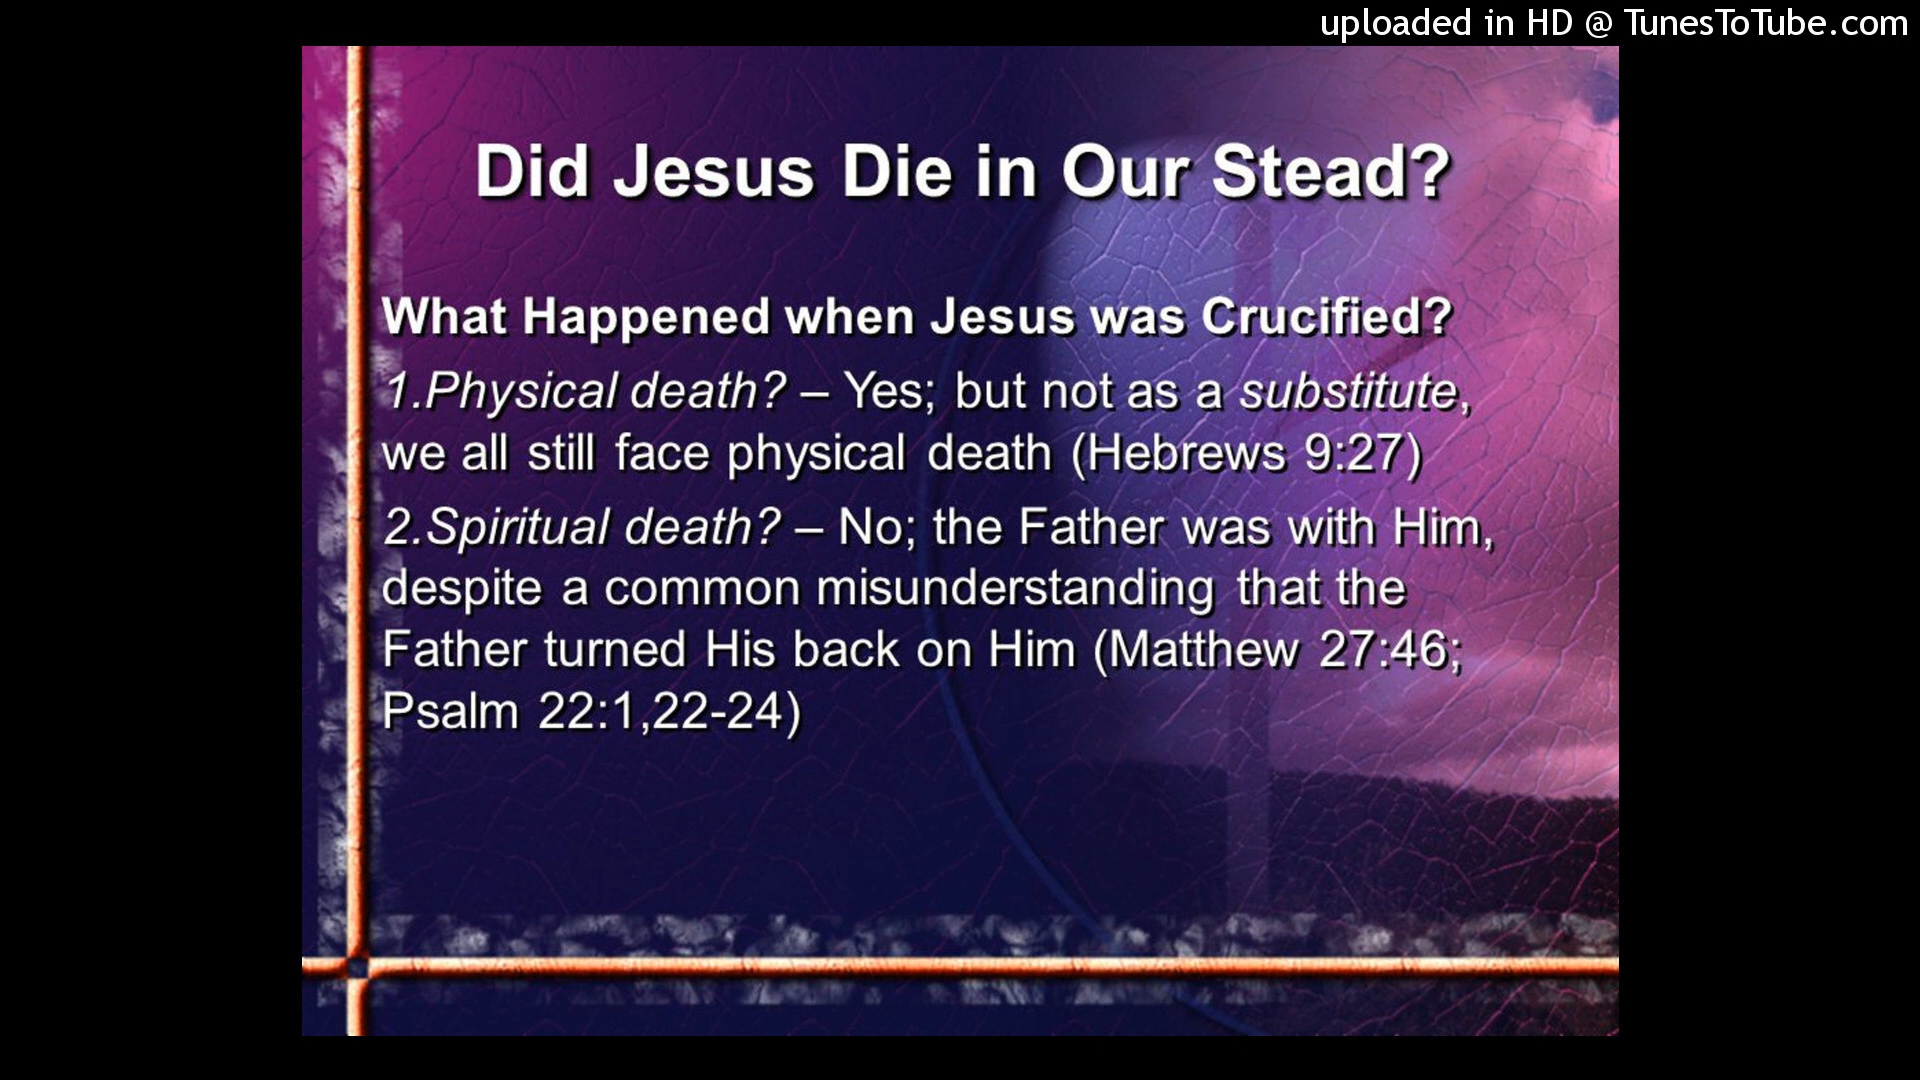 uploaded in HD @ TunesToTube.com
Did Jesus Die in Our Stead?
What Happened when Jesus was Crucified?
1.Physical death? – Yes; but not as a substitute,
we all still face physical death (Hebrews 9:27)
2.Spiritual death? – No; the Father was with Him,
despite a common misunderstanding that the
Father turned His back on Him (Matthew 27:46;
Psalm 22:1,22-24)